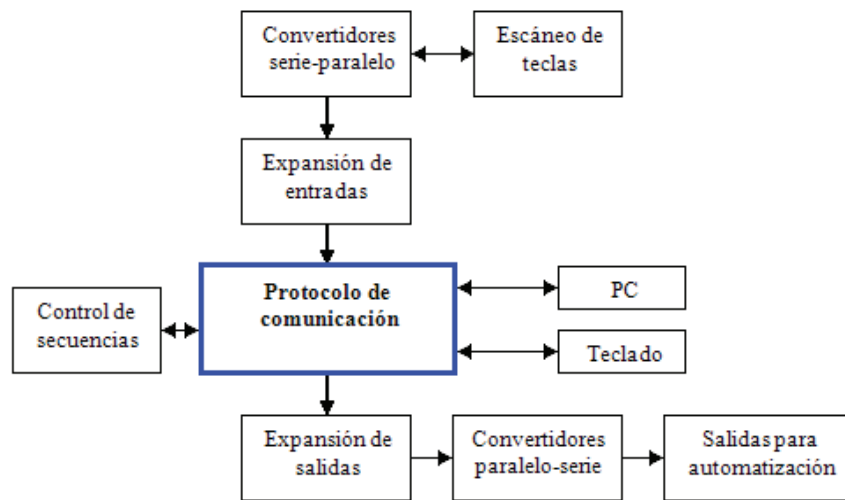 Convertidores
serie-paralelo
Escáneo de
teclas
Expansión de
entradas
Protocolo de
comunicación
Control de
secuencias
PC
Teclado
Expansión de
salidas
Convertidores
paralelo-serie
Salidas para
automatización